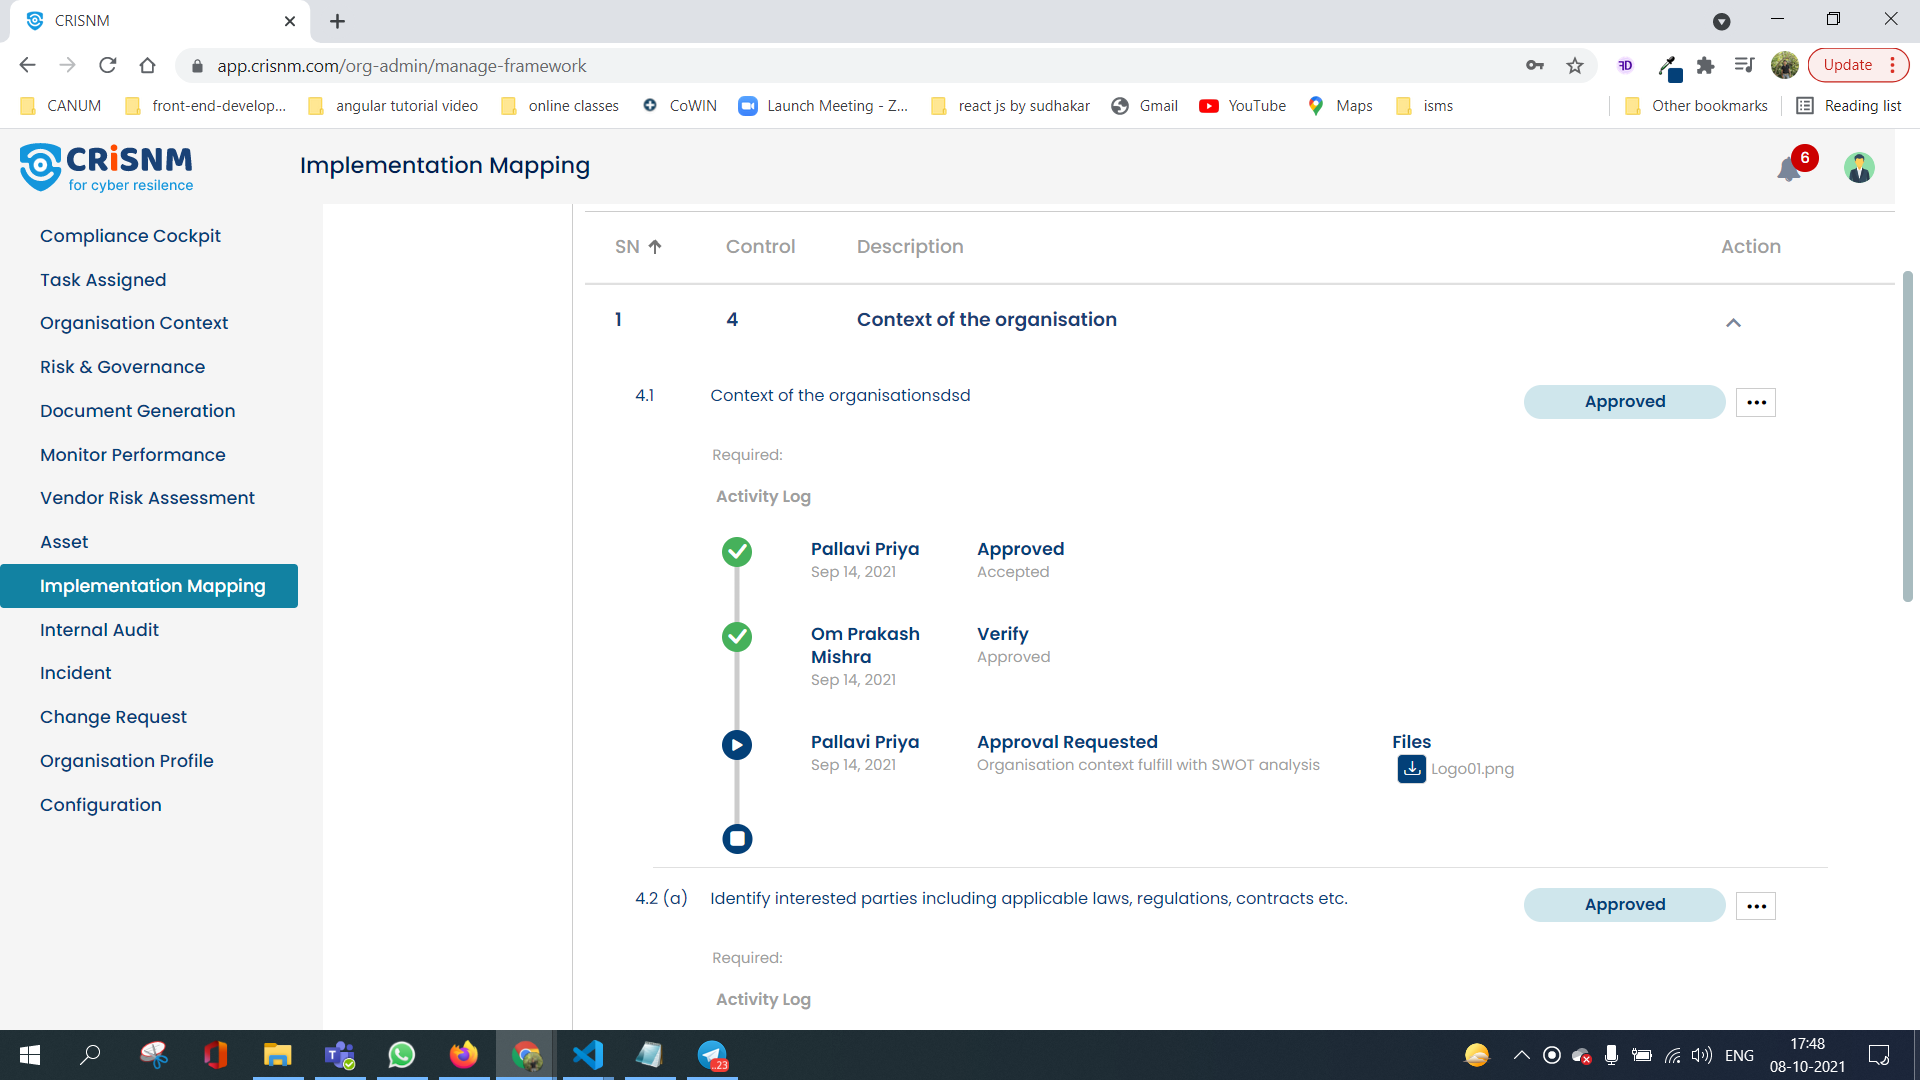 CRISNM
app.crisnm.com/org-admin/manage-framework
Update
CANUM
front-end-develop...
angular tutorial video
online classes
CoWIN
Launch Meeting - Z...
react js by sudhakar
Gmail
YouTube
Maps
isms
Other bookmarks
Reading list
CRiSNM
for cyber resilence
Implementation Mapping
6
Compliance Cockpit
Task Assigned
Organisation Context
Risk & Governance
Document Generation
Monitor Performance
Vendor Risk Assessment
Asset
Implementation Mapping
Internal Audit
Incident
Change Request
Organisation Profile
Configuration
SN Control Description Action
1 4 Context of the organisation
4.1 Context of the organisationsdsd Approved
Required:
Activity Log
Pallavi Priya Approved
Sep 14, 2021 Accepted
Om Prakash Verify
Mishra Approved
Sep 14, 2021
Pallavi Priya Approval Requested Files
Sep 14, 2021 Organisation context fulfill with SWOT analysis Logo01.png
4.2 (a) Identify interested parties including applicable laws, regulations, contracts etc. Approved
Required:
Activity Log
..23
ENG
17:48
08-10-2021